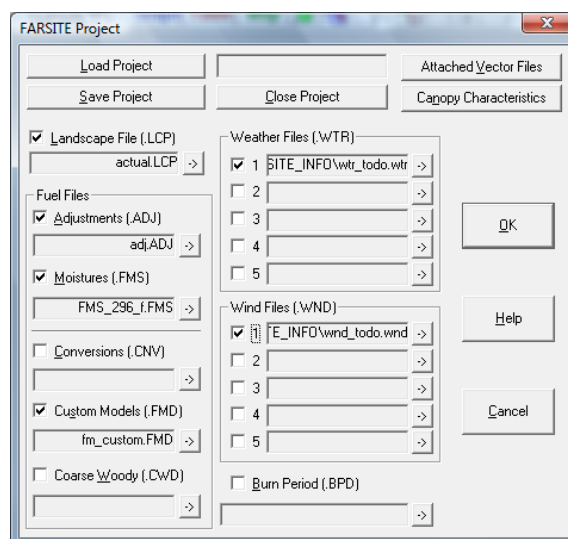 FARSITE Project
Load Project
Attached Vector Files
Save Project
Close Project
Canopy Characteristics
Landscape File (.LCP)
actual.LCP
->
Fuel Files
Adjustments (.ADJ)
adj.ADJ
->
Moistures (.FMS)
FMS_296_f.FMS
->
Conversions (.CNV)
->
Custom Models (.FMD)
fm_custom.FMD
->
Coarse Woody (.CWD)
->
Weather Files (.WTR)
1 SITE_INFO\wtr_todo.wtr ->
2 ->
3 ->
4 ->
5 ->
Wind Files (.WND)
1 TE_INFO\wnd_todo.wnd ->
2 ->
3 ->
4 ->
5 ->
Burn Period (.BPD)
->
OK
Help
Cancel